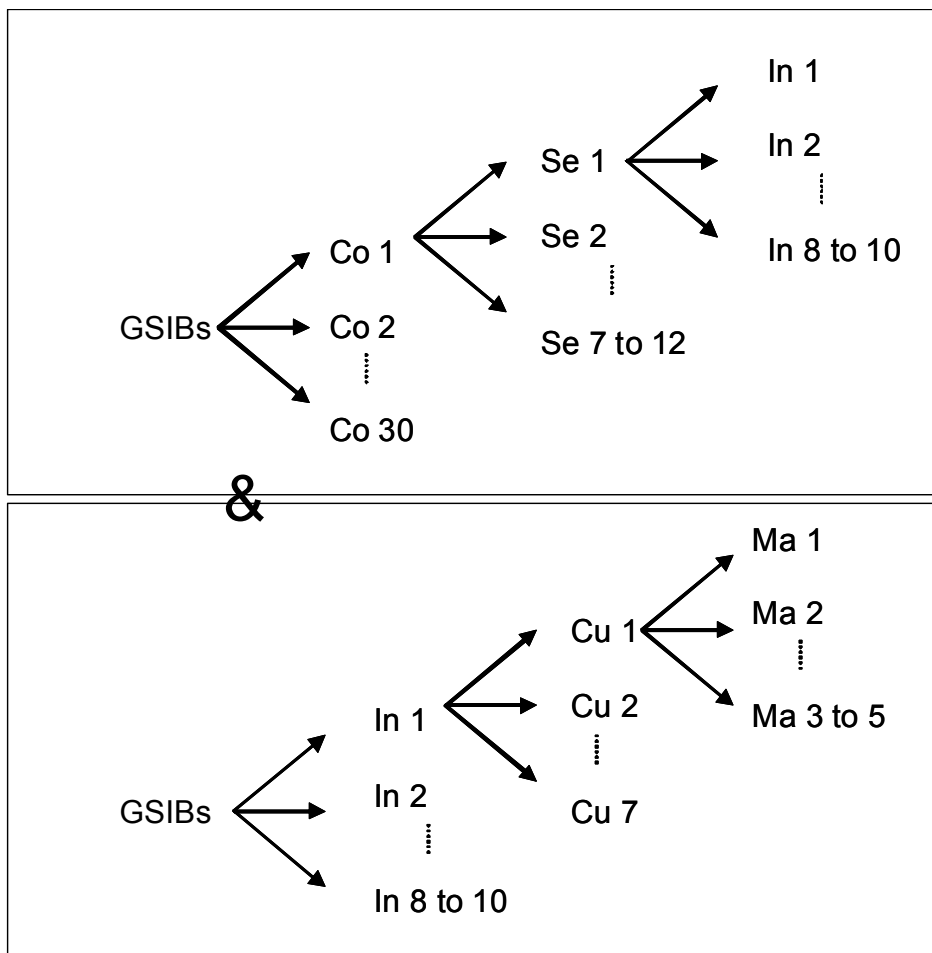 GSIBs
Co 1
Co 2
Co 30
Se 1
Se 2
Se 7 to 12
In 1
In 2
In 8 to 10
&
GSIBs
In 1
In 2
In 8 to 10
Cu 1
Cu 2
Cu 7
Ma 1
Ma 2
Ma 3 to 5